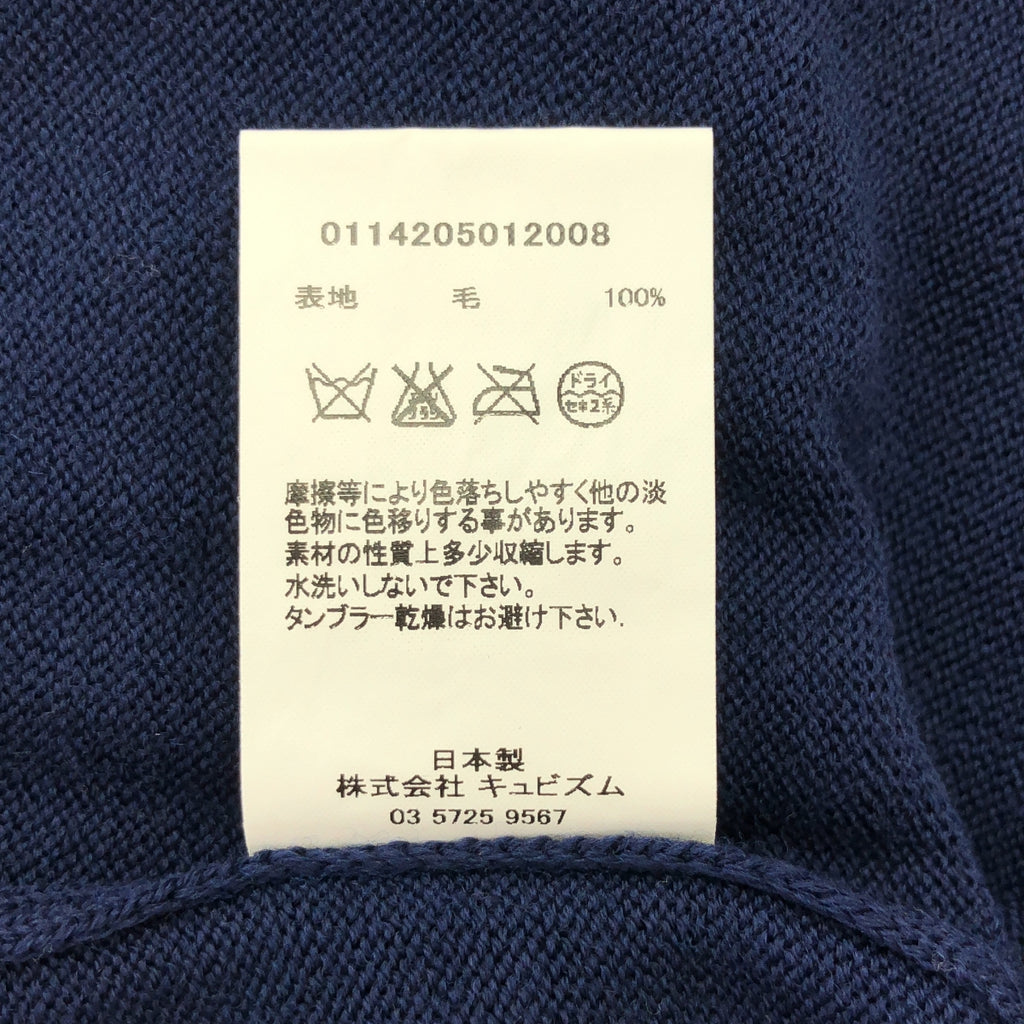 0114205012008
表地 毛 100%
ドライ
セキユ系
摩擦等により色落ちしやすく他の淡
色物に色移りする事があります。
素材の性質上多少収縮します。
水洗いしないで下さい。
タンブラー乾燥はお避け下さい.
日本製
株式会社 キュビズム
03 5725 9567